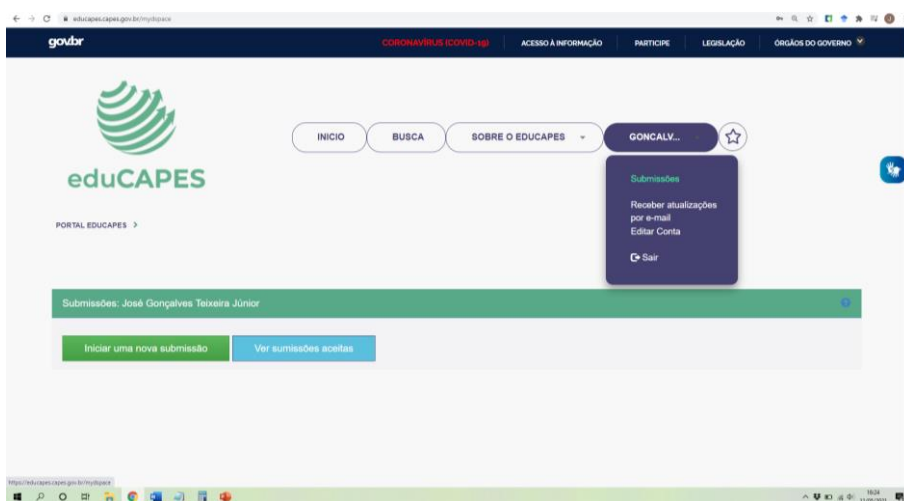 educapes.capes.gov.br/mydspace
govbr
CORONAVÍRUS (COVID-19) ACESSO À INFORMAÇÃO PARTICIPE LEGISLAÇÃO ÓRGÃOS DO GOVERNO
INICIO BUSCA SOBRE O EDUCAPES GONCALV...
eduCAPES
Submissões
Receber atualizações
por e-mail
Editar Conta
Sair
PORTAL EDUCAPES >
Submissões: José Gonçalves Teixeira Júnior
Iniciar uma nova submissão Ver sumissões aceitas
https://educapes.capes.gov.br/mydspace